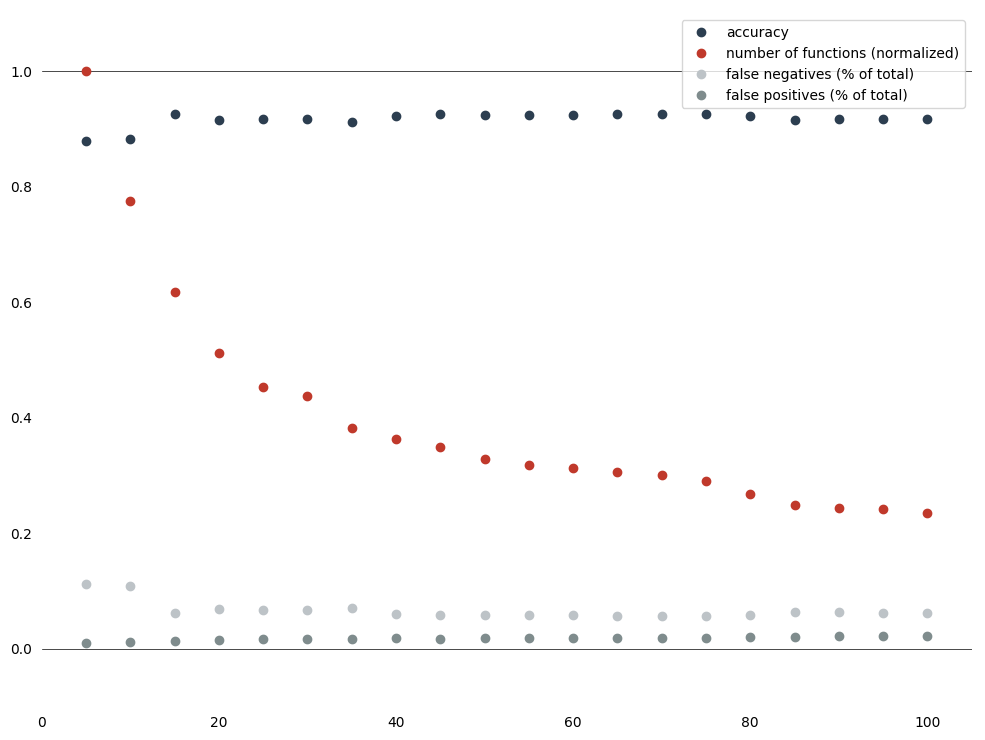 accuracy
number of functions (normalized)
false negatives (% of total)
false positives (% of total)
1.0
0.8
0.6
0.4
0.2
0.0
0 20 40 60 80 100